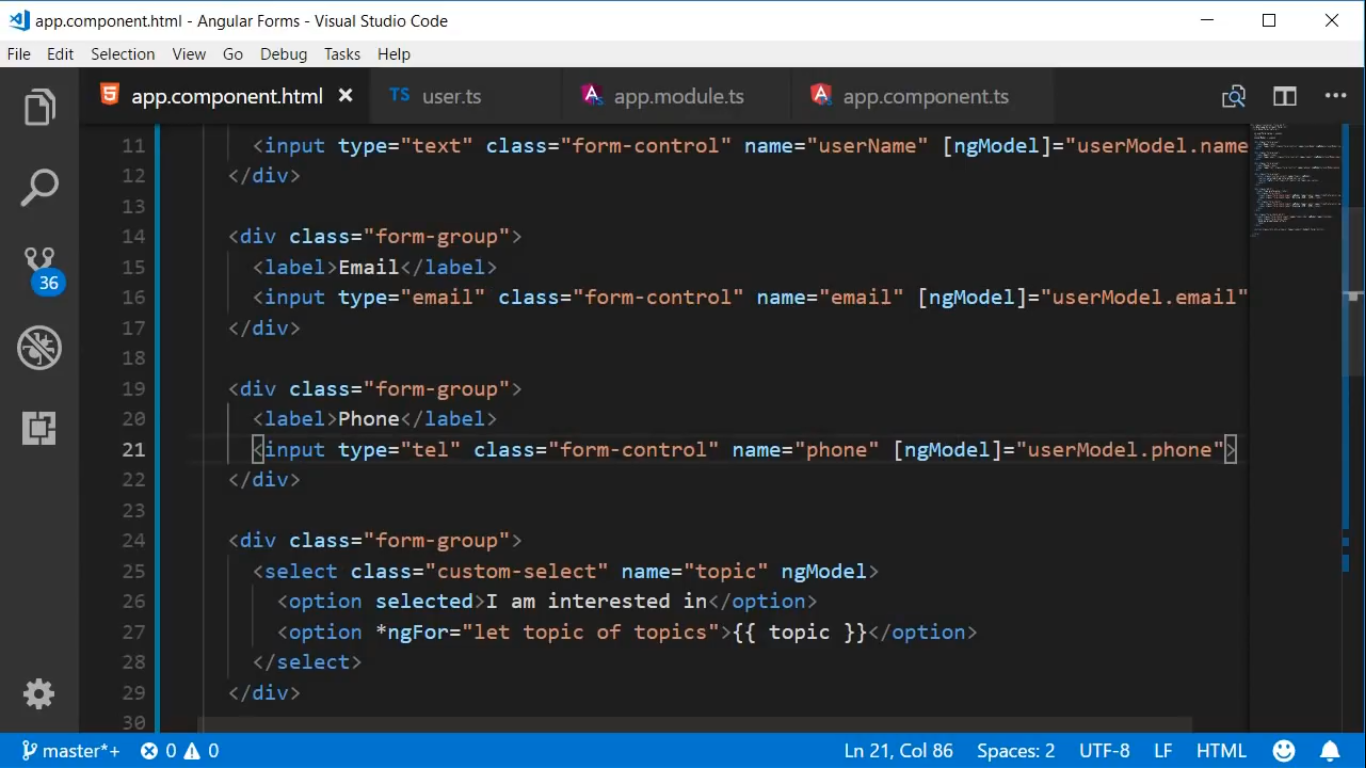 app.component.html - Angular Forms - Visual Studio Code
File Edit Selection View Go Debug Tasks Help
app.component.html TS user.ts app.module.ts app.component.ts
11 <input type="text" class="form-control" name="userName" [ngModel]="userModel.name
12 </div>
13
14 <div class="form-group">
15 <label>Email</label>
16 <input type="email" class="form-control" name="email" [ngModel]="userModel.email"
17 </div>
18
19 <div class="form-group">
20 <label>Phone</label>
21 <input type="tel" class="form-control" name="phone" [ngModel]="userModel.phone">
22 </div>
23
24 <div class="form-group">
25 <select class="custom-select" name="topic" ngModel>
26 <option selected>I am interested in</option>
27 <option *ngFor="let topic of topics">{{ topic }}</option>
28 </select>
29 </div>
30
36
master*+ 0 0 Ln 21, Col 86 Spaces: 2 UTF-8 LF HTML